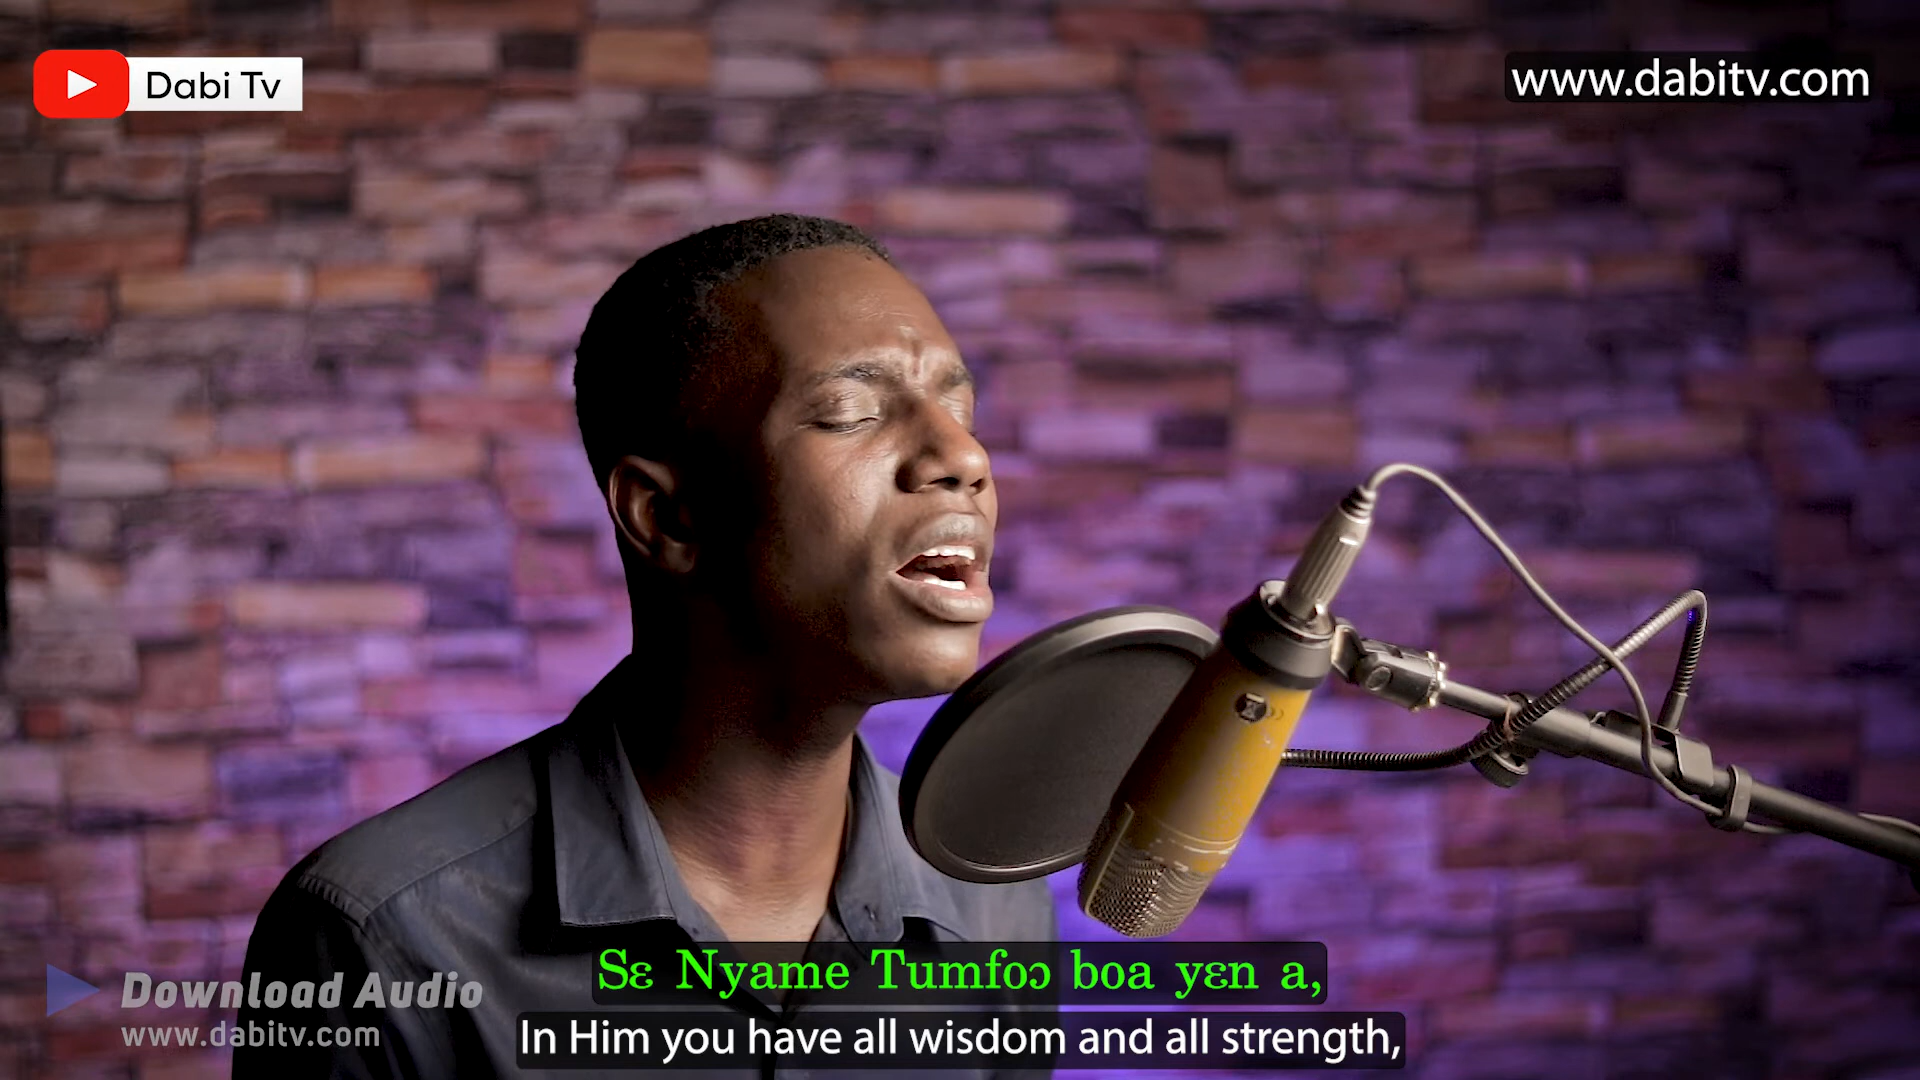 Dabi Tv
www.dabitv.com
Sɛ Nyame Tumfoɔ boa yɛn a,
In Him you have all wisdom and all strength,
Download Audio
www.dabitv.com